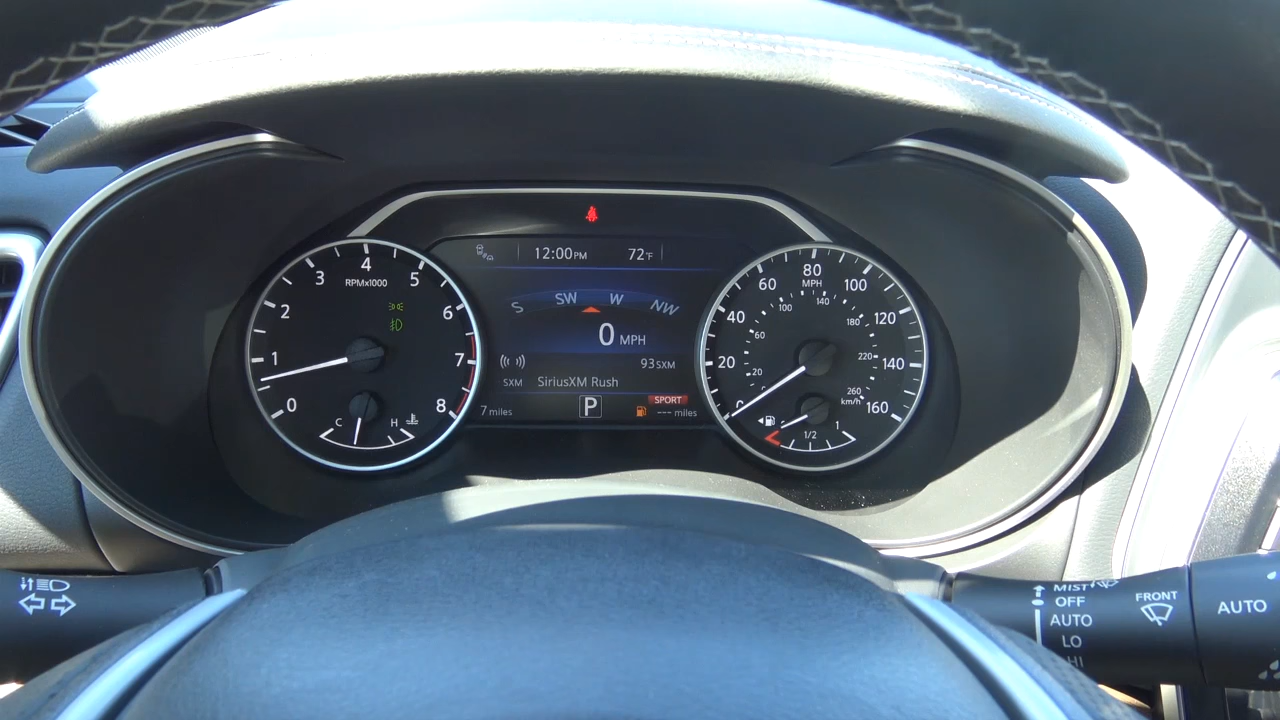 12:00PM 72°F
S SW W NW
0 MPH
93SXM
SXM SiriusXM Rush
7 miles P SPORT --- miles
RPMx1000
0 1 2 3 4 5 6 7 8
C H
MPH
0 20 40 60 80 100 120 140 160
20 60 100 140 180 220 260
km/h
1/2 1
MIST
OFF
AUTO
LO
HI
FRONT
AUTO